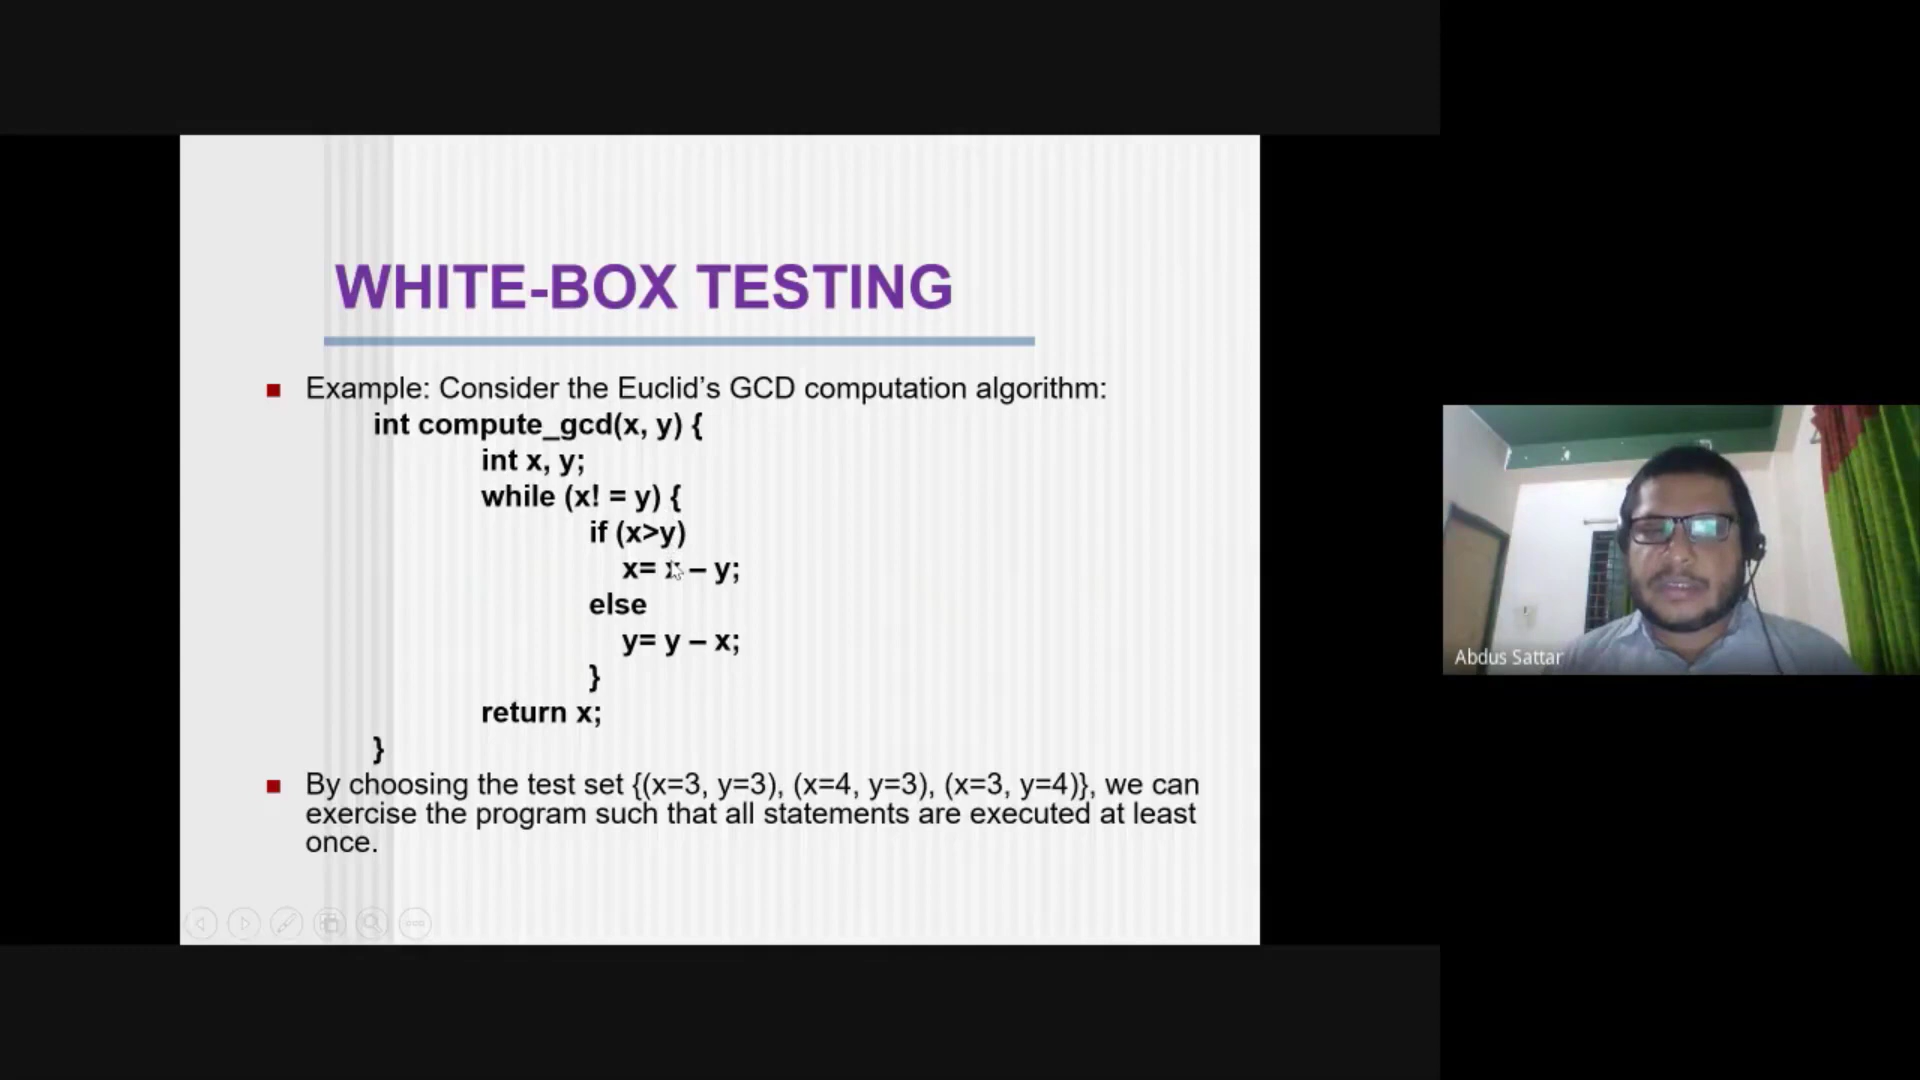 WHITE-BOX TESTING
Example: Consider the Euclid’s GCD computation algorithm:
int compute_gcd(x, y) {
int x, y;
while (x! = y) {
if (x>y)
x= x – y;
else
y= y – x;
}
return x;
}
By choosing the test set {(x=3, y=3), (x=4, y=3), (x=3, y=4)}, we can
exercise the program such that all statements are executed at least
once.
Abdus Sattar